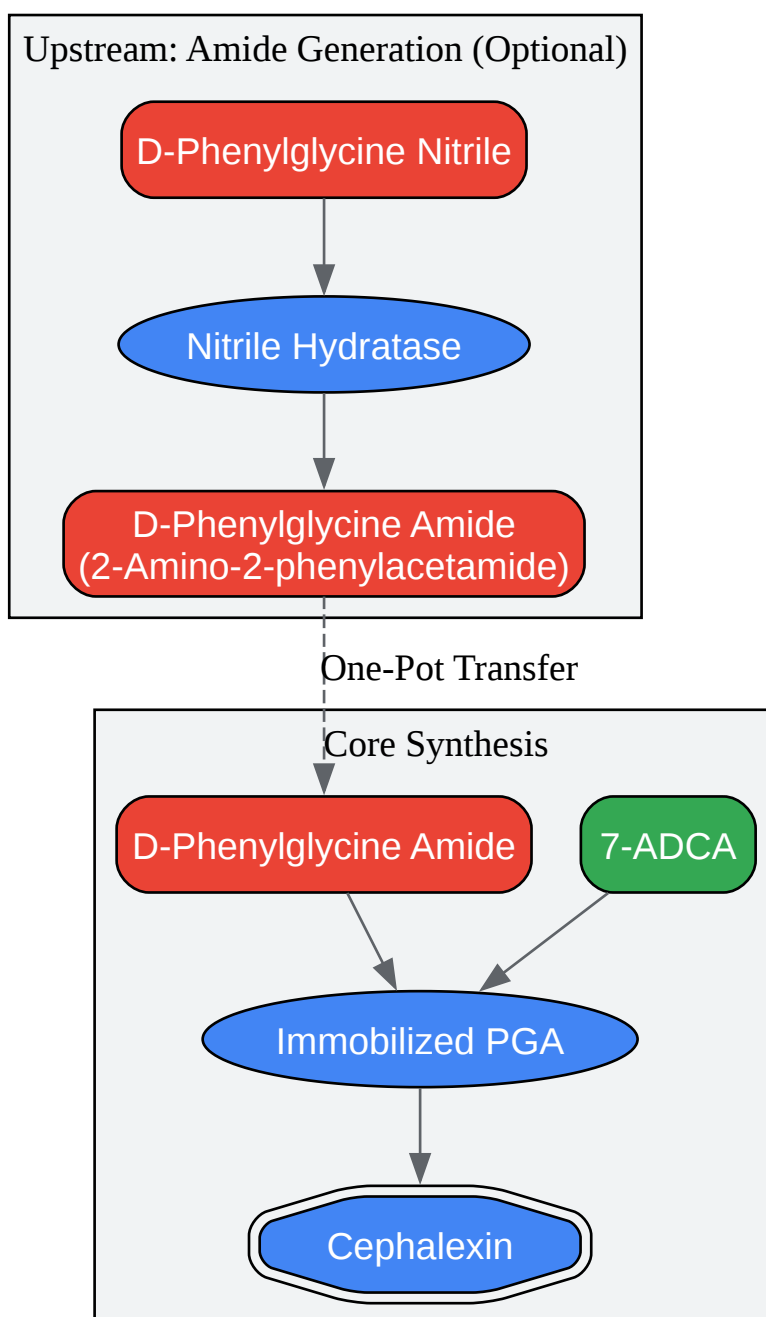 Upstream: Amide Generation (Optional)
D-Phenylglycine Nitrile
Nitrile Hydratase
D-Phenylglycine Amide
(2-Amino-2-phenylacetamide)
One-Pot Transfer
Core Synthesis
D-Phenylglycine Amide
7-ADCA
Immobilized PGA
Cephalexin